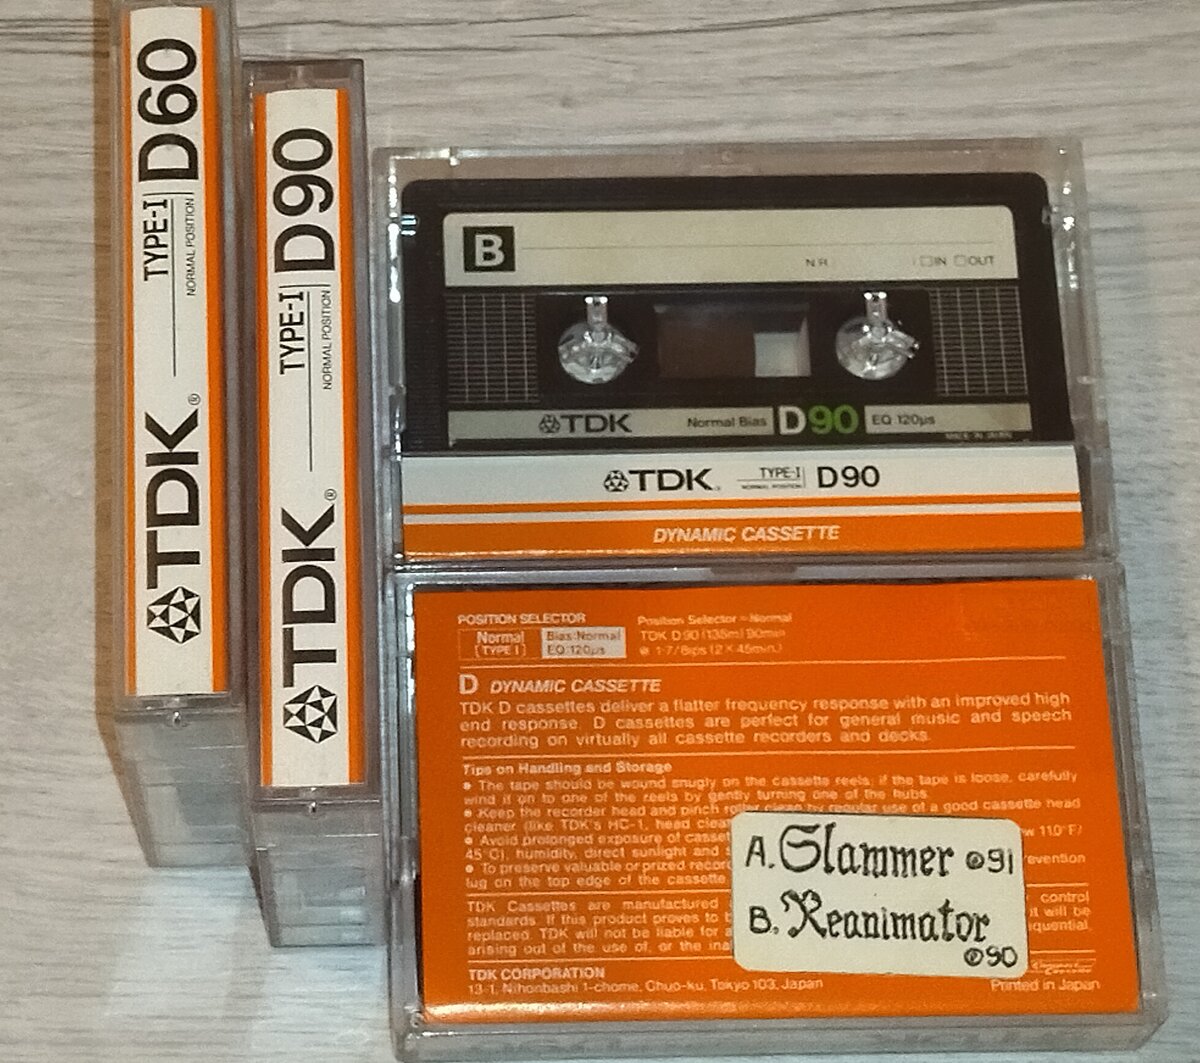 TDK® TYPE-I NORMAL POSITION D60
TDK® TYPE-I NORMAL POSITION D90
B
NR IN OUT
TDK Normal Bias D90 EQ 120µs
MADE IN JAPAN
TDK TYPE-I NORMAL POSITION D90
DYNAMIC CASSETTE
POSITION SELECTOR
Normal (TYPE I) Bias:Normal EQ:120µs
Position Selector = Normal
TDK D90 (135m) 90min
1-7/8ips (2×45min.)
D DYNAMIC CASSETTE
TDK D cassettes deliver a flatter frequency response with an improved high
end response. D cassettes are perfect for general music and speech
recording on virtually all cassette recorders and decks.
Tips on Handling and Storage
• The tape should be wound snugly on the cassette reels; if the tape is loose, carefully
wind it on to one of the reels by gently turning one of the hubs.
• Keep the recorder head and pinch roller clean by regular use of a good cassette head
cleaner (like TDK's HC-1, head
• Avoid prolonged exposure of 110°F/
45°C), humidity, direct sunlight and
• To preserve valuable or prized
tug on the top edge of the cassette.
TDK Cassettes are manufactured control
standards. If this product proves to will be
replaced. TDK will not be liable for
arising out of the use of, or the
TDK CORPORATION
13-1, Nihonbashi 1-chome, Chuo-ku, Tokyo 103, Japan
Printed in Japan
A. Slammer ℗91
B. Reanimator
℗90